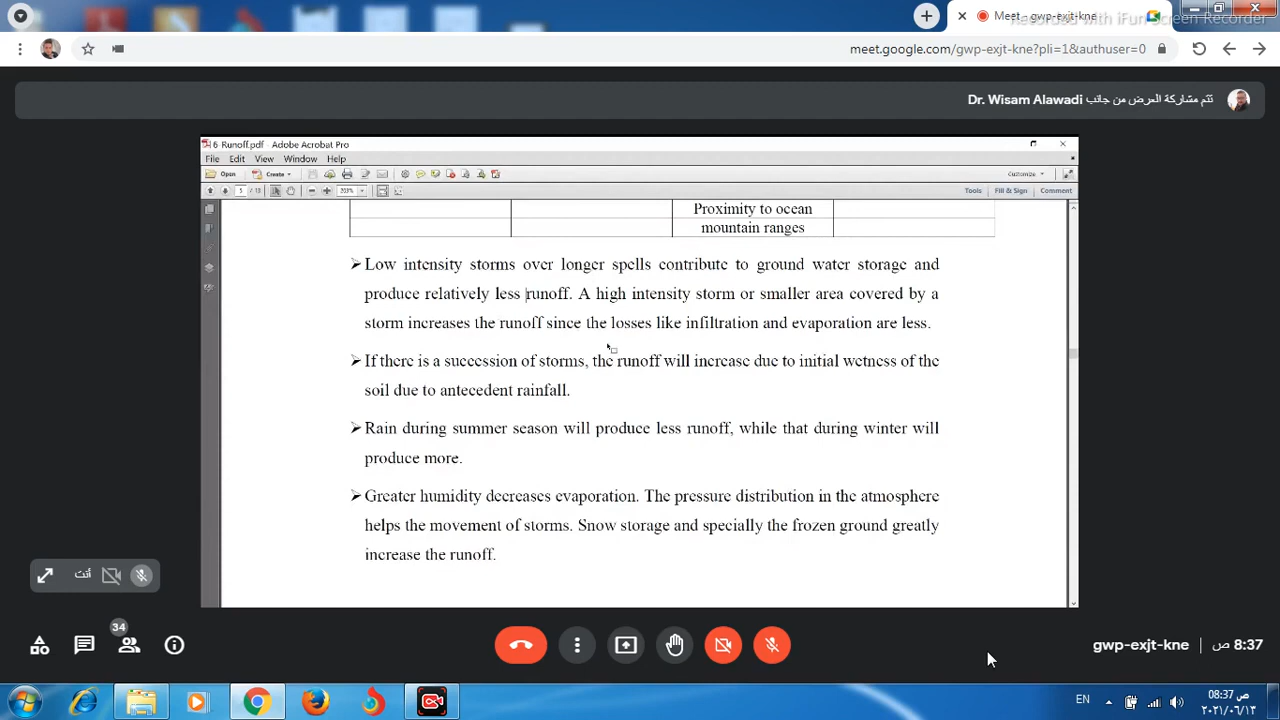 Meet - gwp-exjt-kne
Recorded with iFun Screen Recorder
meet.google.com/gwp-exjt-kne?pli=1&authuser=0
تتم مشاركة العرض من جانب Dr. Wisam Alawadi
6-Runoff.pdf - Adobe Acrobat Pro
File Edit View Window Help
Open Create Customize
5 / 13 203% Tools Fill & Sign Comment
Proximity to ocean
mountain ranges
➢ Low intensity storms over longer spells contribute to ground water storage and
produce relatively less runoff. A high intensity storm or smaller area covered by a
storm increases the runoff since the losses like infiltration and evaporation are less.
➢ If there is a succession of storms, the runoff will increase due to initial wetness of the
soil due to antecedent rainfall.
➢ Rain during summer season will produce less runoff, while that during winter will
produce more.
➢ Greater humidity decreases evaporation. The pressure distribution in the atmosphere
helps the movement of storms. Snow storage and specially the frozen ground greatly
increase the runoff.
أنت
34
gwp-exjt-kne 8:37 ص
EN 08:37 ص
٢٠٢١/٠٦/١٣